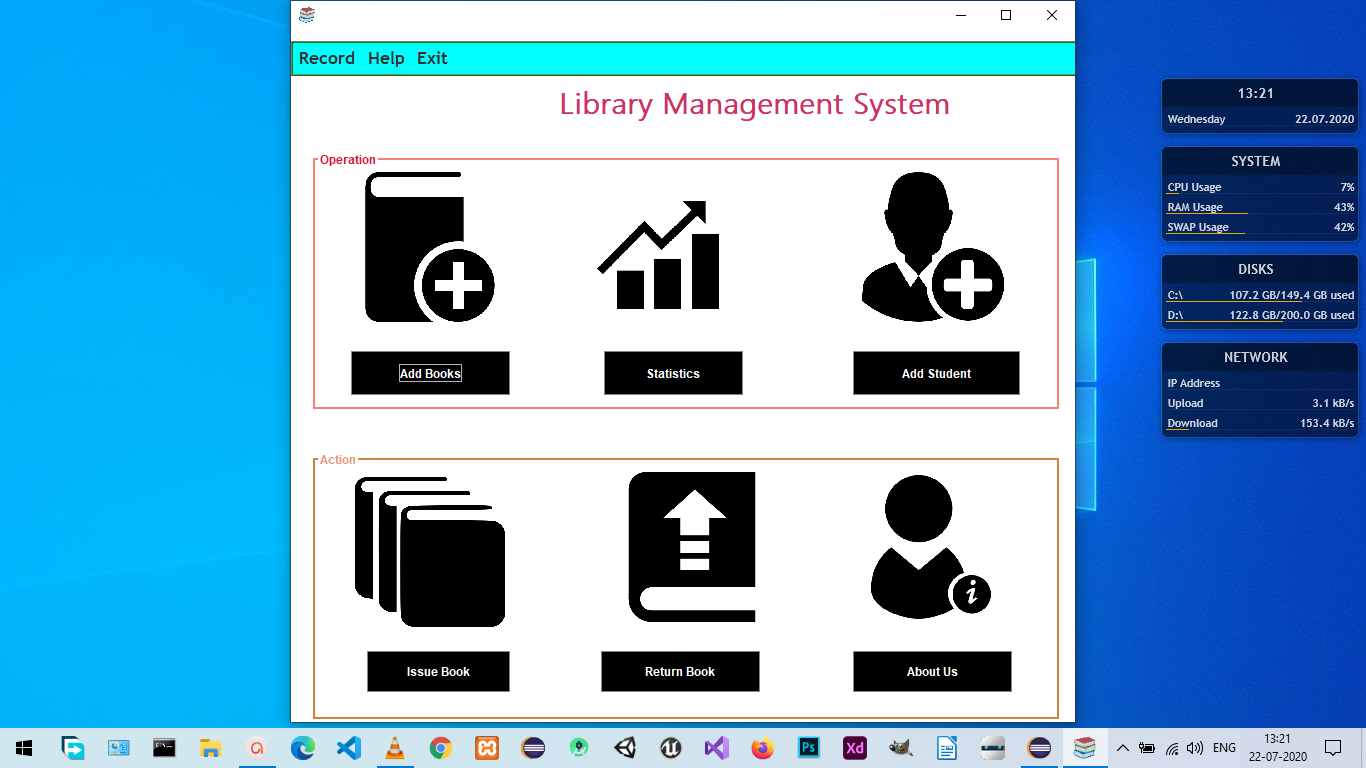 Record Help Exit
Library Management System
Operation
Add Books
Statistics
Add Student
Action
i
Issue Book
Return Book
About Us
13:21
Wednesday 22.07.2020
SYSTEM
CPU Usage 7%
RAM Usage 43%
SWAP Usage 42%
DISKS
C:\ 107.2 GB/149.4 GB used
D:\ 122.8 GB/200.0 GB used
NETWORK
IP Address
Upload 3.1 kB/s
Download 153.4 kB/s
Ps
Xd
ENG
13:21
22-07-2020